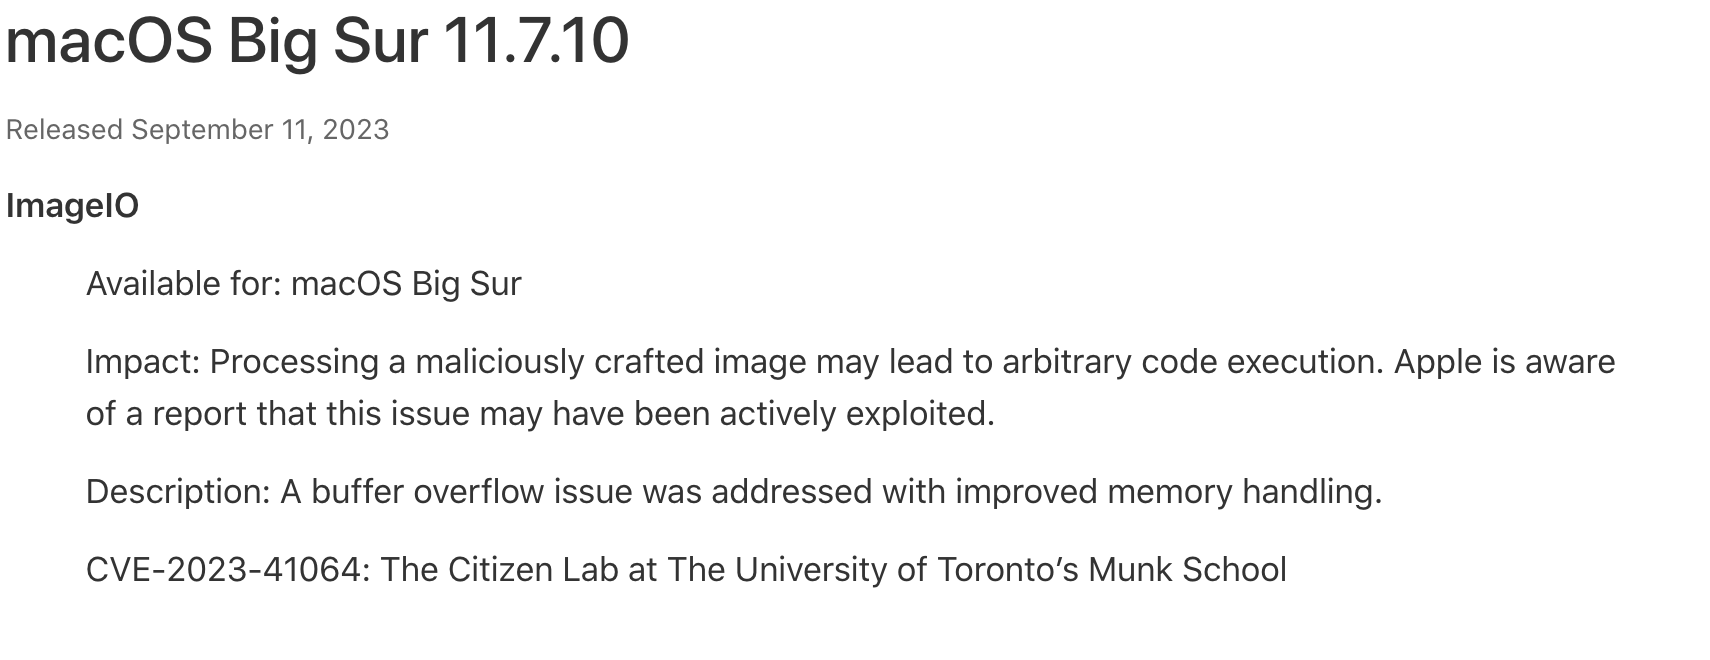 macOS Big Sur 11.7.10
Released September 11, 2023
ImageIO
Available for: macOS Big Sur
Impact: Processing a maliciously crafted image may lead to arbitrary code execution. Apple is aware
of a report that this issue may have been actively exploited.
Description: A buffer overflow issue was addressed with improved memory handling.
CVE-2023-41064: The Citizen Lab at The University of Toronto’s Munk School